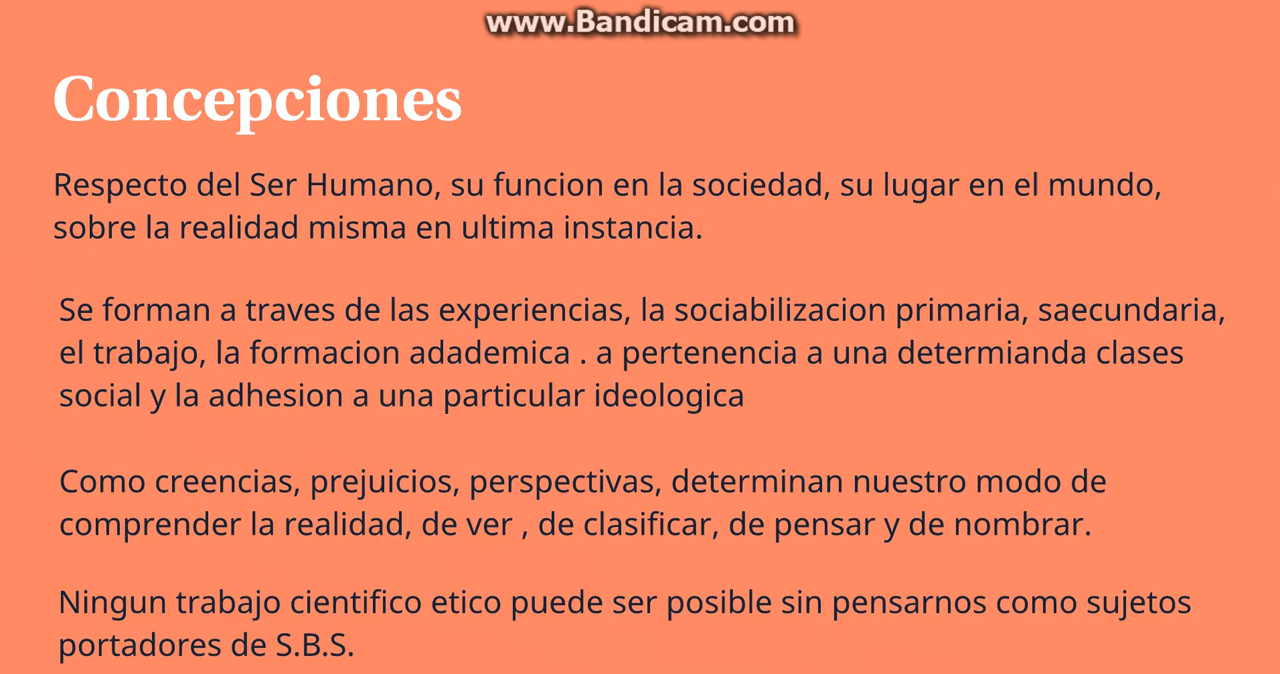 www.Bandicam.com
Concepciones
Respecto del Ser Humano, su funcion en la sociedad, su lugar en el mundo,
sobre la realidad misma en ultima instancia.
Se forman a traves de las experiencias, la sociabilizacion primaria, saecundaria,
el trabajo, la formacion adademica . a pertenencia a una determianda clases
social y la adhesion a una particular ideologica
Como creencias, prejuicios, perspectivas, determinan nuestro modo de
comprender la realidad, de ver , de clasificar, de pensar y de nombrar.
Ningun trabajo cientifico etico puede ser posible sin pensarnos como sujetos
portadores de S.B.S.